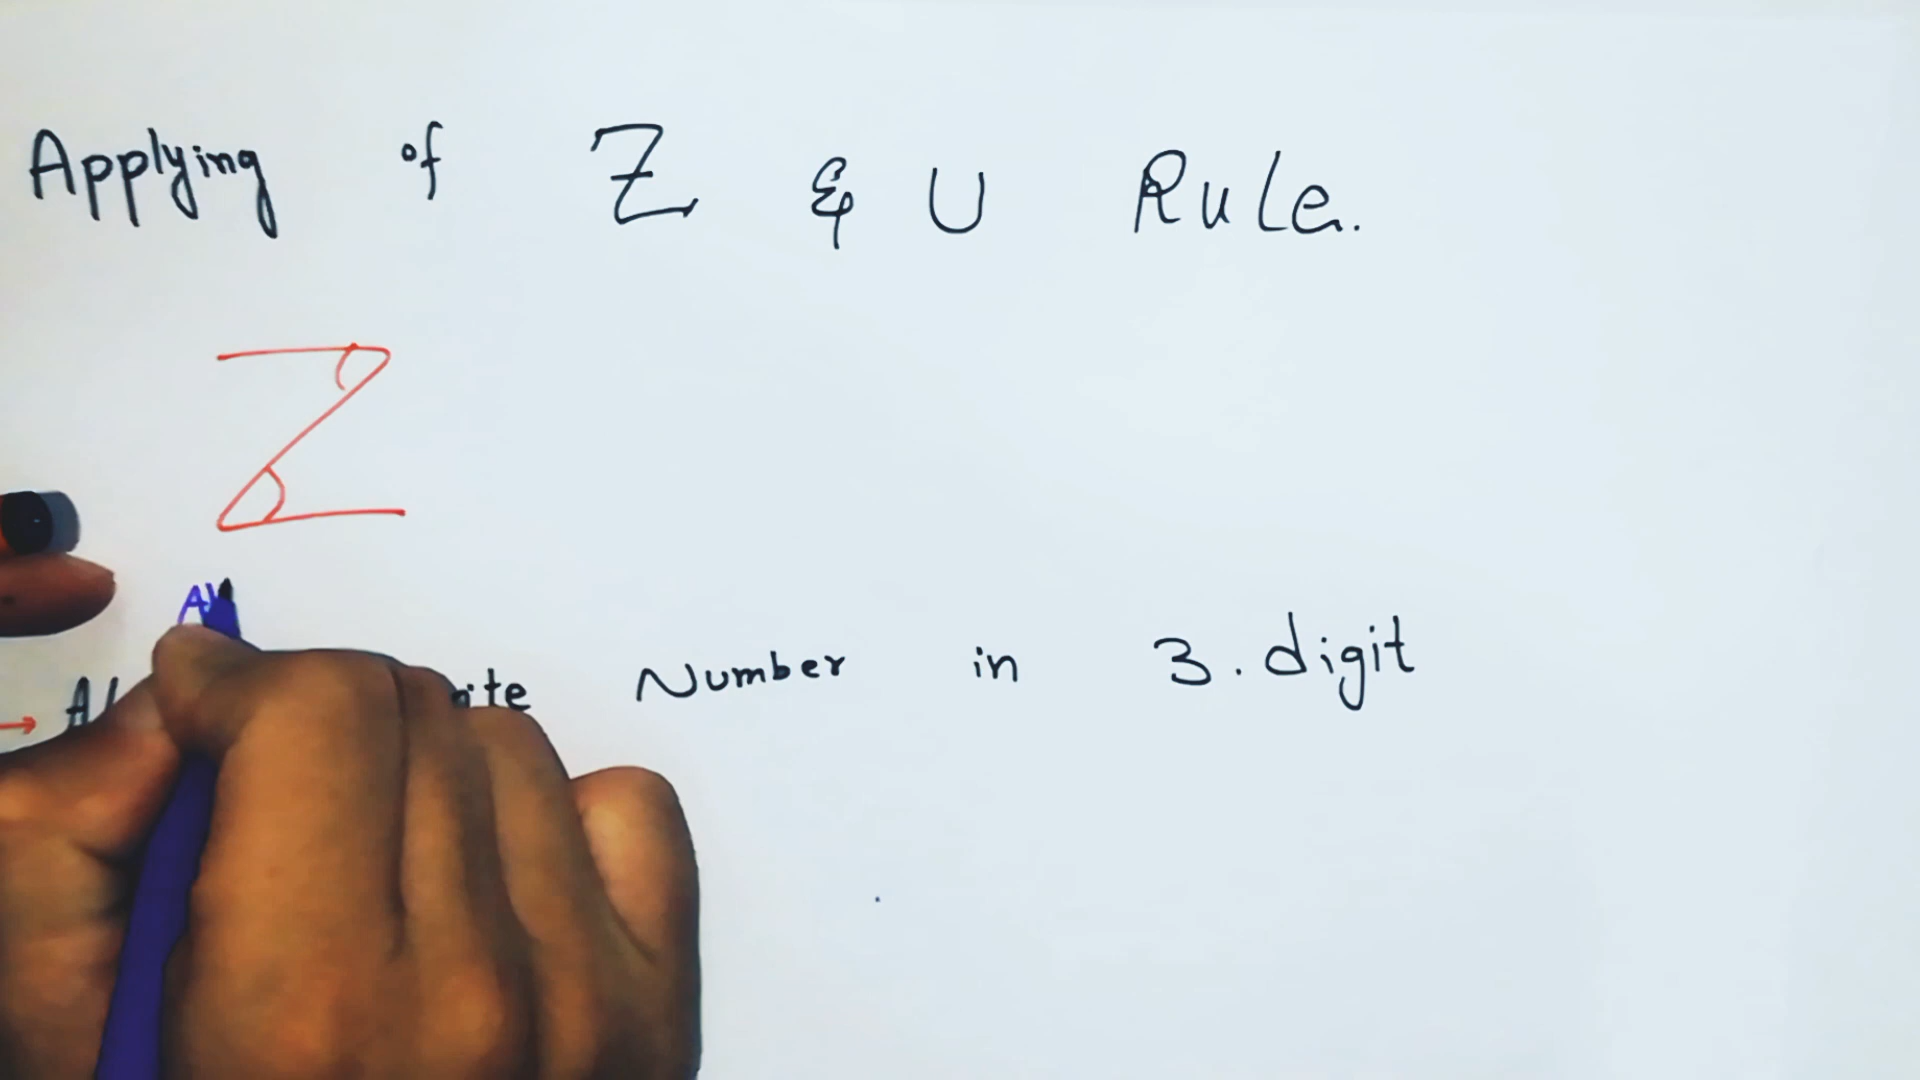 Applying of Z & U Rule.
Z
Number in 3. digit